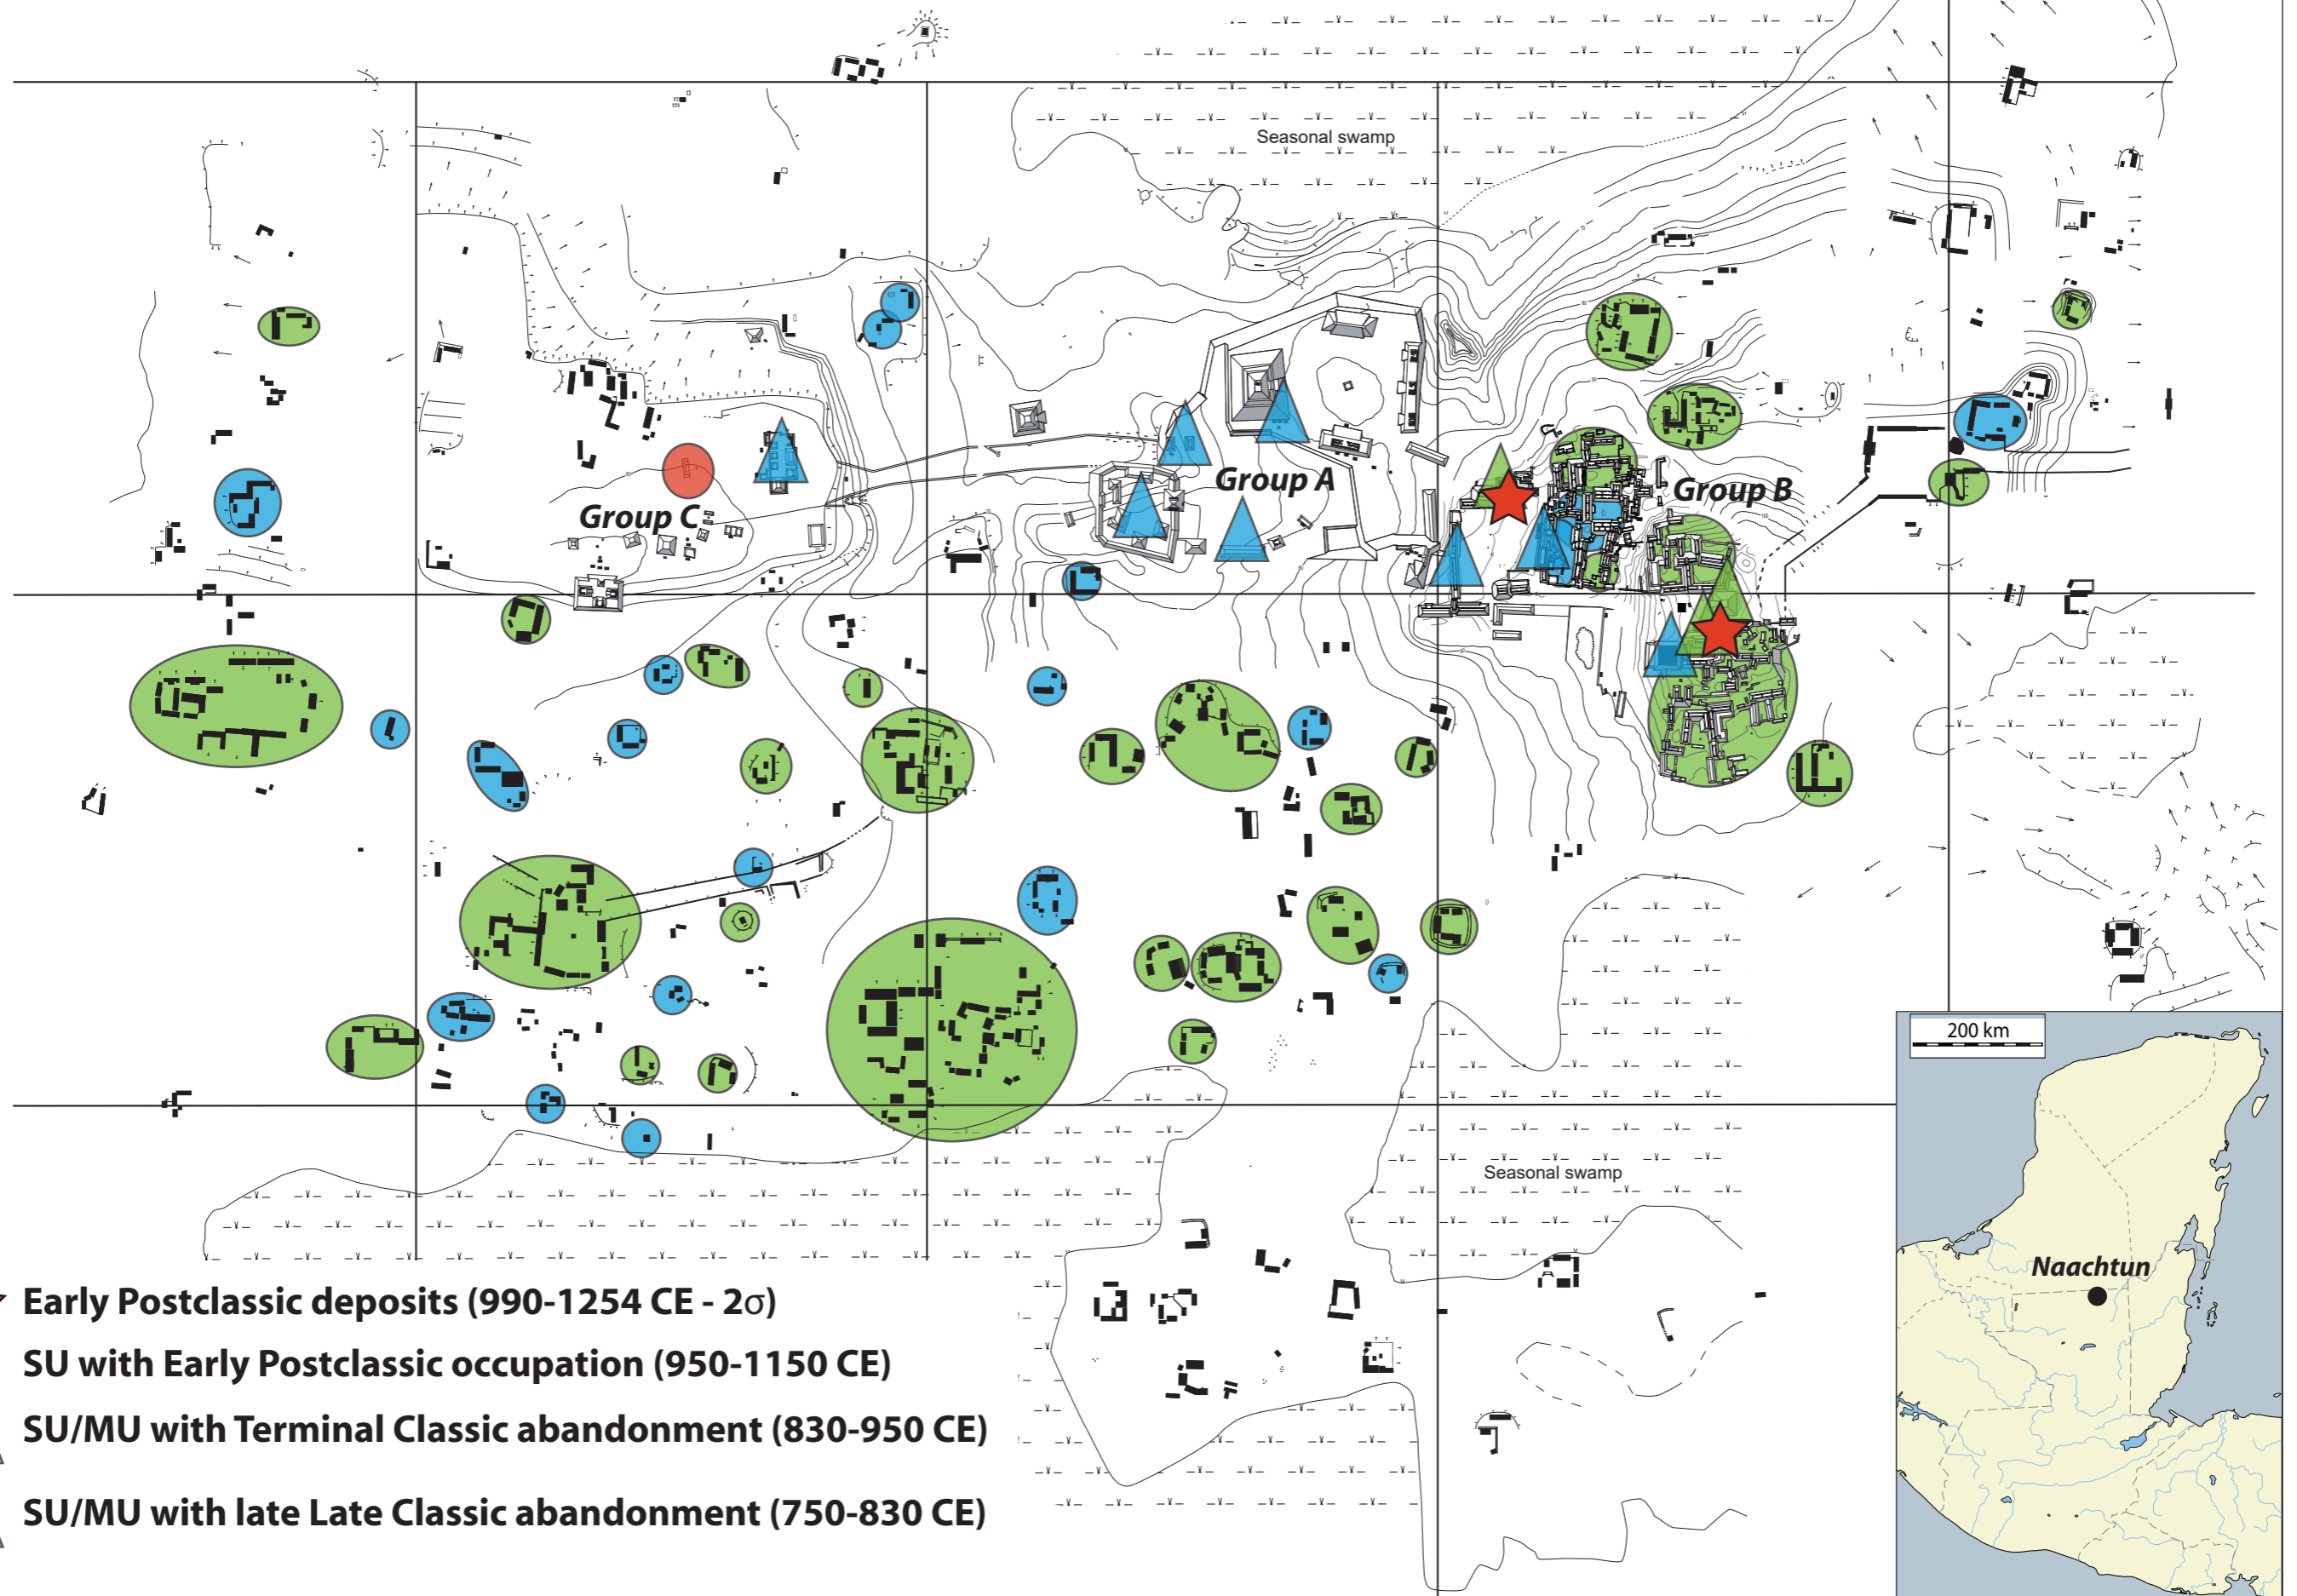 Seasonal swamp
Group A
Group B
Group C
Seasonal swamp
200 km
Naachtun
Early Postclassic deposits (990-1254 CE - 2σ)
SU with Early Postclassic occupation (950-1150 CE)
SU/MU with Terminal Classic abandonment (830-950 CE)
SU/MU with late Late Classic abandonment (750-830 CE)